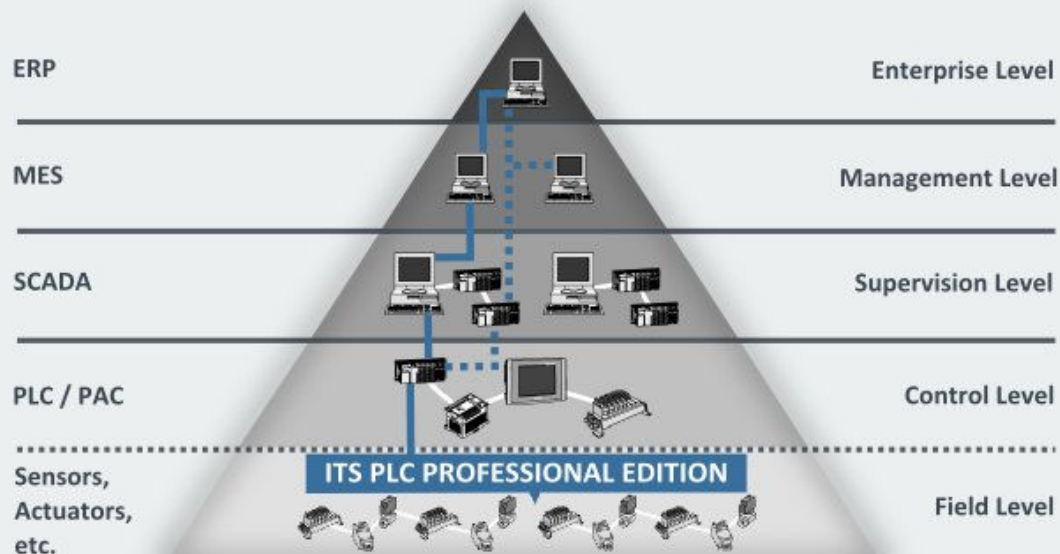 ERP
Enterprise Level
MES
Management Level
SCADA
Supervision Level
PLC / PAC
Control Level
ITS PLC PROFESSIONAL EDITION
Sensors,
Actuators,
etc.
Field Level